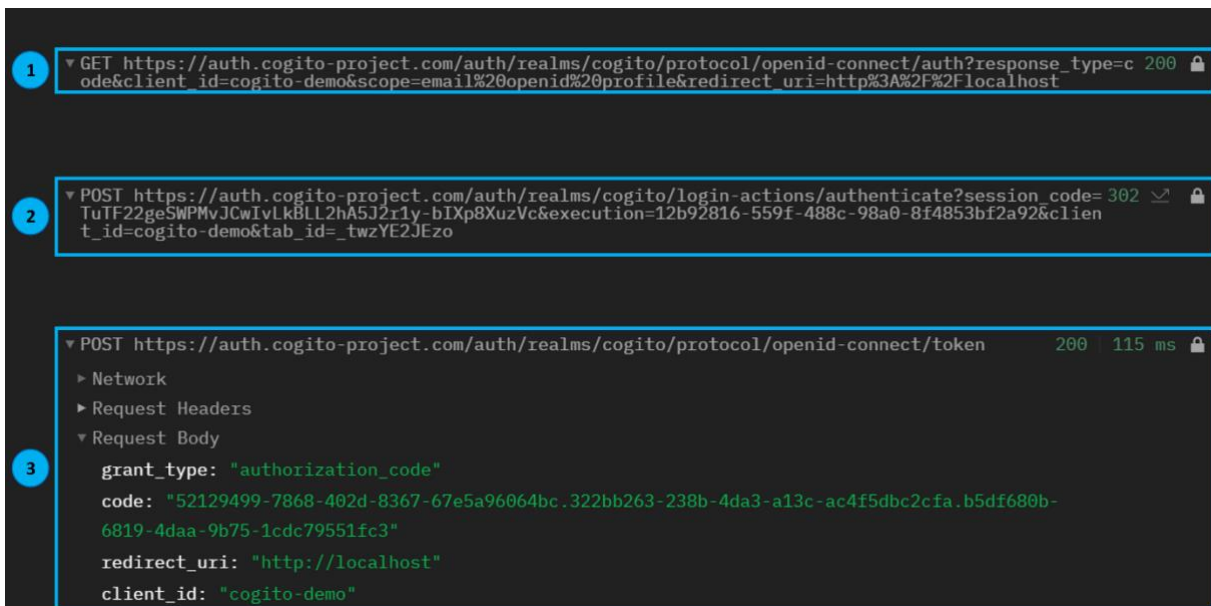 1
▾ GET https://auth.cogito-project.com/auth/realms/cogito/protocol/openid-connect/auth?response_type=c 200
ode&client_id=cogito-demo&scope=email%20openid%20profile&redirect_uri=http%3A%2F%2Flocalhost
2
▾ POST https://auth.cogito-project.com/auth/realms/cogito/login-actions/authenticate?session_code= 302
TuTF22geSWPMvJCwIvLkBLL2hA5J2r1y-bIXp8XuzVc&execution=12b92816-559f-488c-98a0-8f4853bf2a92&clien
t_id=cogito-demo&tab_id=_twzYE2JEzo
3
▾ POST https://auth.cogito-project.com/auth/realms/cogito/protocol/openid-connect/token 200 115 ms
▸ Network
▸ Request Headers
▾ Request Body
grant_type: "authorization_code"
code: "52129499-7868-402d-8367-67e5a96064bc.322bb263-238b-4da3-a13c-ac4f5dbc2cfa.b5df680b-
6819-4daa-9b75-1cdc79551fc3"
redirect_uri: "http://localhost"
client_id: "cogito-demo"